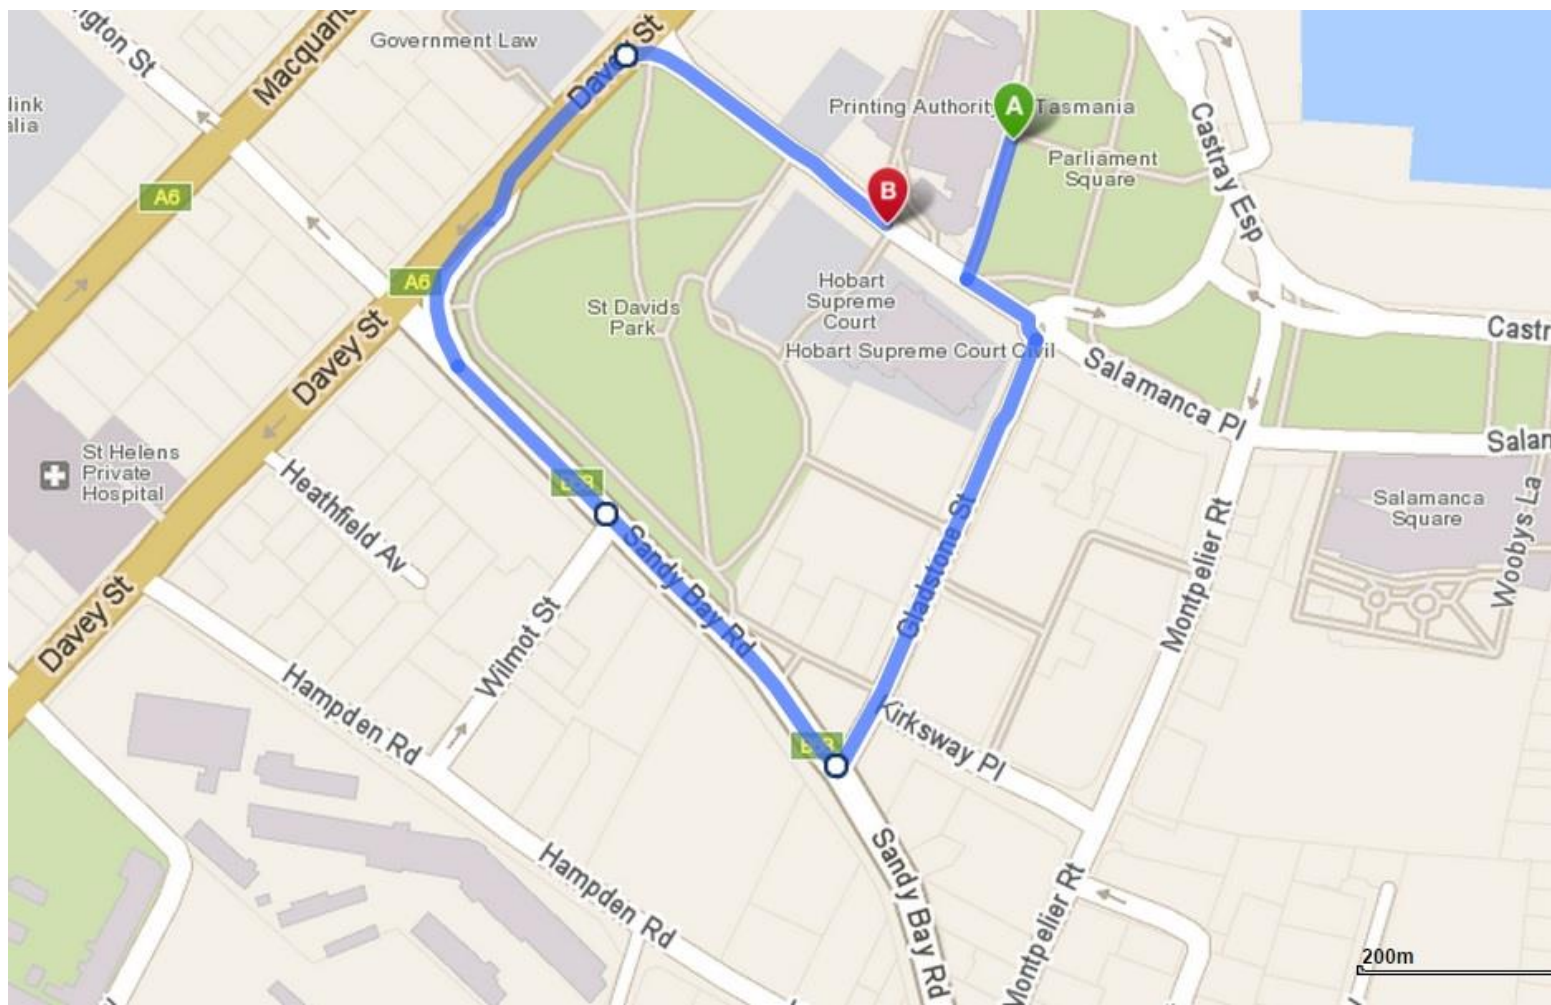 ngton St
Macquarie
Government Law
Davey St
link
alia
A6
Printing Authority
Tasmania
A
B
Parliament
Square
Castray Esp
A6
St Davids
Park
Hobart
Supreme
Court
Hobart Supreme Court Civil
Castr
Davey St
Salamanca Pl
Salan
St Helens
Private
Hospital
Heathfield Av
Salamanca
Square
Woobys La
Sandy Bay Rd
Gladstone St
Montpelier Rt
Davey St
Wilmot St
Hampden Rd
Kirksway Pl
Hampden Rd
Sandy Bay Rd
Montpelier Rt
200m